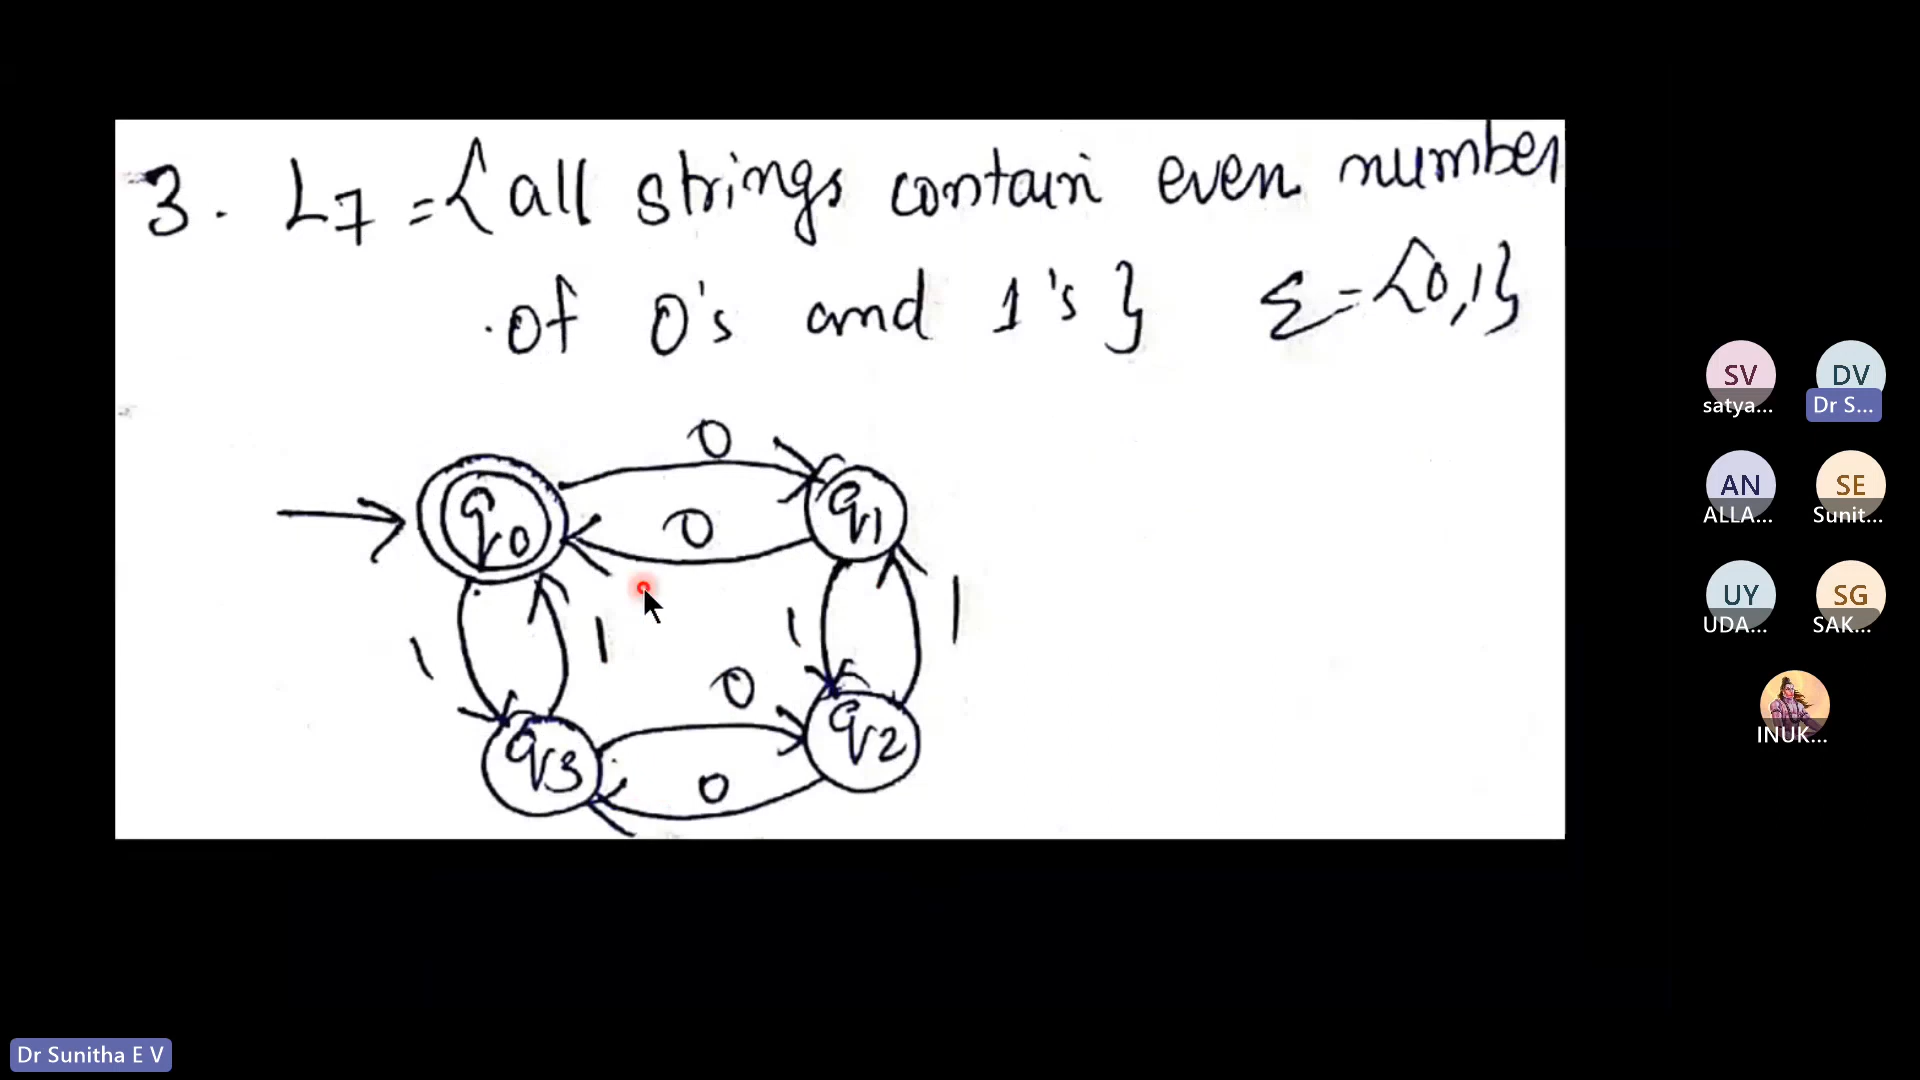 3. L7 = { all strings contain even number
of 0's and 1's } Σ = {0,1}
0
q0
0
q1
1
1
1
1
0
q3
0
q2
SV
satya...
DV
Dr S...
AN
ALLA...
SE
Sunit...
UY
UDA...
SG
SAK...
INUK...
Dr Sunitha E V